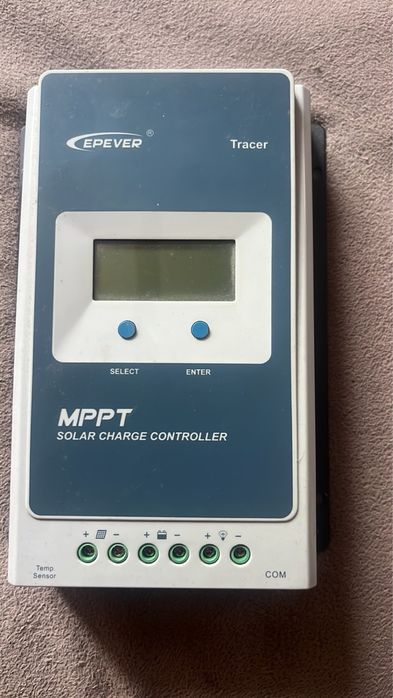 EPEVER ®
Tracer
SELECT ENTER
MPPT
SOLAR CHARGE CONTROLLER
+ − + − + −
Temp.
Sensor
COM